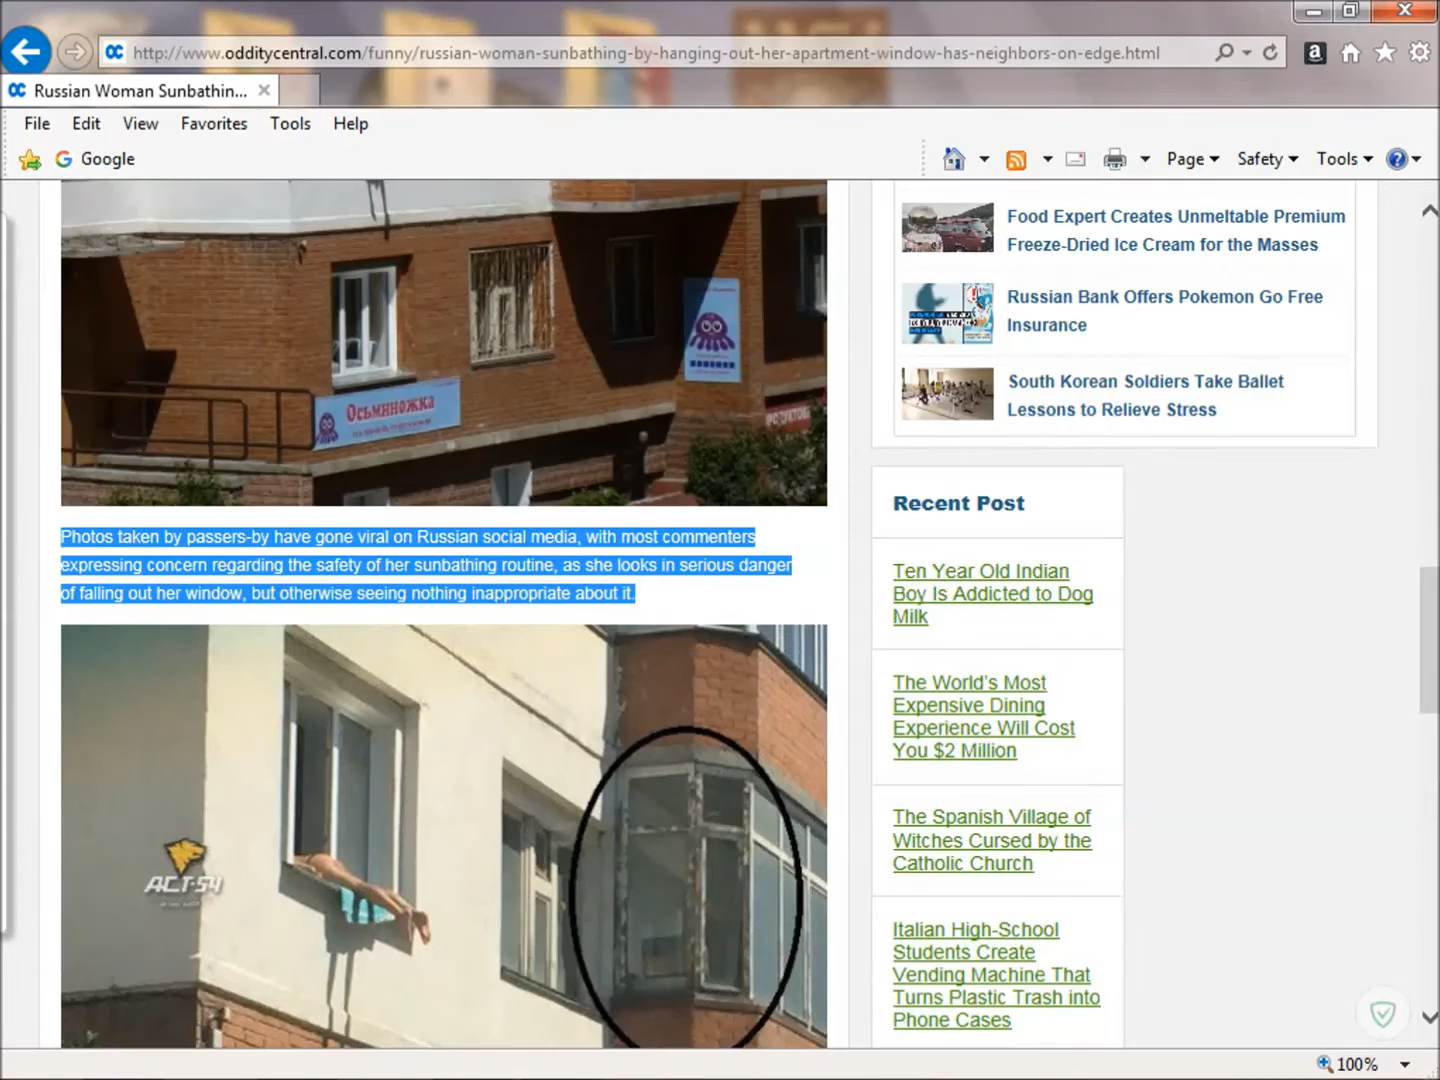 http://www.odditycentral.com/funny/russian-woman-sunbathing-by-hanging-out-her-apartment-window-has-neighbors-on-edge.html
Russian Woman Sunbathin...
File Edit View Favorites Tools Help
Google
Page Safety Tools
Food Expert Creates Unmeltable Premium
Freeze-Dried Ice Cream for the Masses
Russian Bank Offers Pokemon Go Free
Insurance
South Korean Soldiers Take Ballet
Lessons to Relieve Stress
Осьминожка
Photos taken by passers-by have gone viral on Russian social media, with most commenters
expressing concern regarding the safety of her sunbathing routine, as she looks in serious danger
of falling out her window, but otherwise seeing nothing inappropriate about it.
АСТ-54
Recent Post
Ten Year Old Indian
Boy Is Addicted to Dog
Milk
The World's Most
Expensive Dining
Experience Will Cost
You $2 Million
The Spanish Village of
Witches Cursed by the
Catholic Church
Italian High-School
Students Create
Vending Machine That
Turns Plastic Trash into
Phone Cases
100%